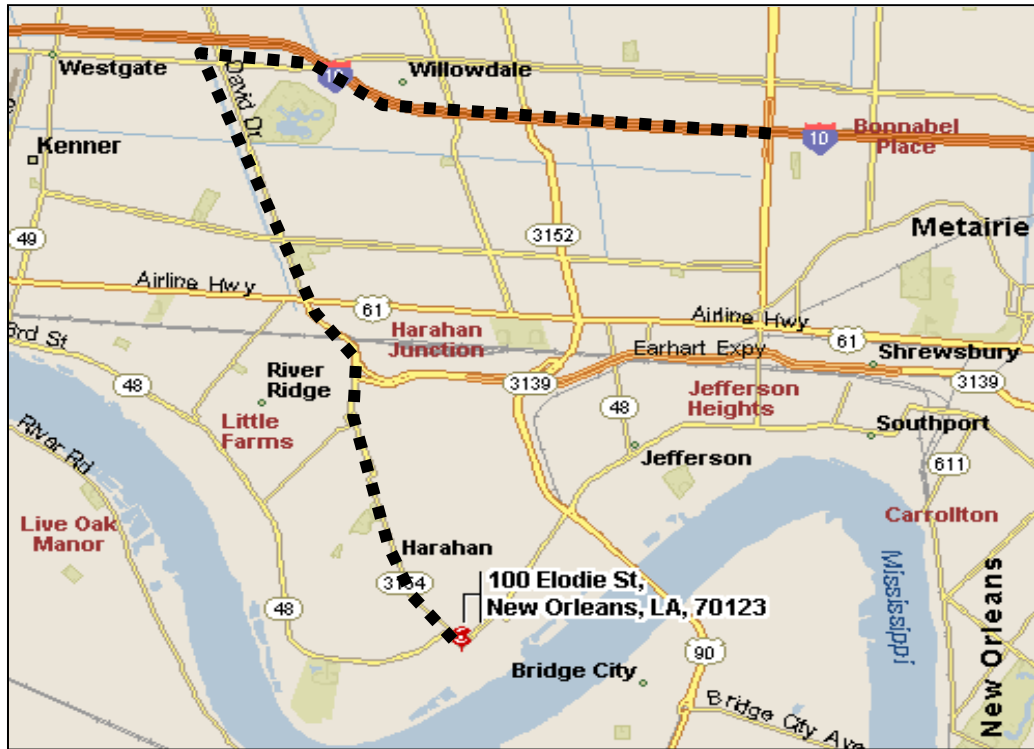 Westgate
10
Willowdale
David Dr
10
Bonnabel
Place
Kenner
49
3152
Metairie
Airline Hwy
61
Airline Hwy
61
3rd St
Harahan
Junction
Earhart Expy
Shrewsbury
48
River
Ridge
3139
3139
Little
Farms
48
Jefferson
Heights
Southport
River Rd
Jefferson
611
Live Oak
Manor
Carrollton
Harahan
Mississippi
3154
100 Elodie St,
New Orleans, LA, 70123
48
New Orleans
90
Bridge City
Bridge City Ave